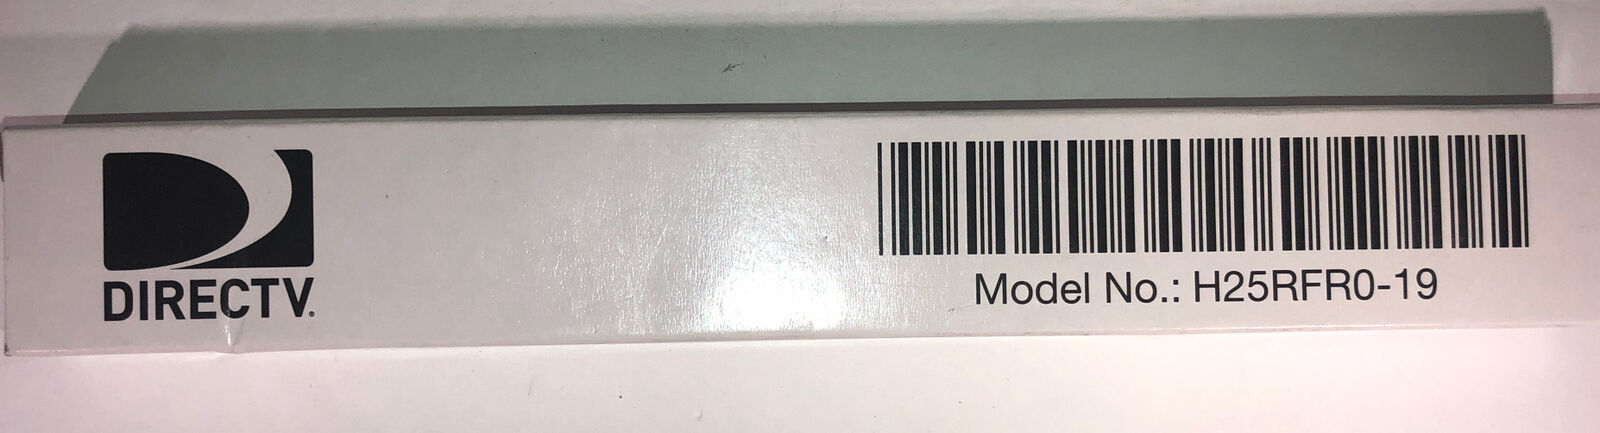 DIRECTV®
Model No.: H25RFR0-19